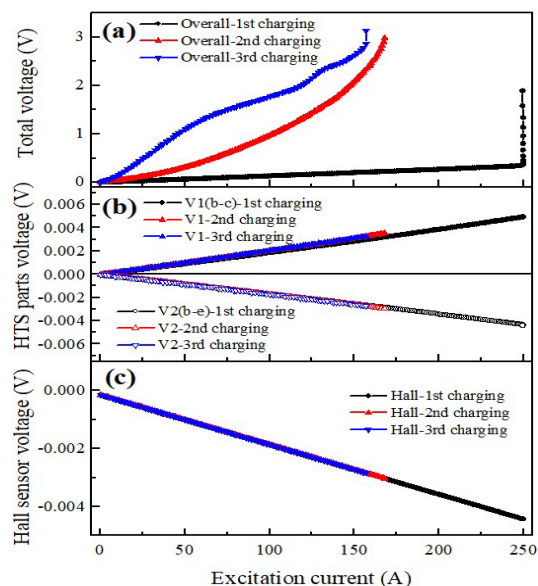 (a)
Overall-1st charging
Overall-2nd charging
Overall-3rd charging
Total voltage (V)
3
2
1
0
(b)
V1(b-c)-1st charging
V1-2nd charging
V1-3rd charging
HTS parts voltage (V)
0.006
0.004
0.002
0.000
-0.002
-0.004
-0.006
V2(b-e)-1st charging
V2-2nd charging
V2-3rd charging
(c)
Hall-1st charging
Hall-2nd charging
Hall-3rd charging
Hall sensor voltage (V)
0.000
-0.002
-0.004
0 50 100 150 200 250
Excitation current (A)